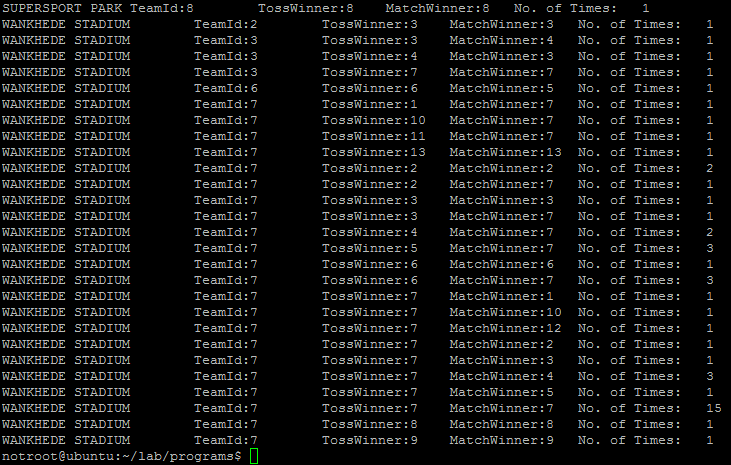 SUPERSPORT PARK TeamId:8 TossWinner:8 MatchWinner:8 No. of Times: 1
WANKHEDE STADIUM TeamId:2 TossWinner:3 MatchWinner:3 No. of Times: 1
WANKHEDE STADIUM TeamId:3 TossWinner:3 MatchWinner:4 No. of Times: 1
WANKHEDE STADIUM TeamId:3 TossWinner:4 MatchWinner:3 No. of Times: 1
WANKHEDE STADIUM TeamId:3 TossWinner:7 MatchWinner:7 No. of Times: 1
WANKHEDE STADIUM TeamId:6 TossWinner:6 MatchWinner:5 No. of Times: 1
WANKHEDE STADIUM TeamId:7 TossWinner:1 MatchWinner:7 No. of Times: 1
WANKHEDE STADIUM TeamId:7 TossWinner:10 MatchWinner:7 No. of Times: 1
WANKHEDE STADIUM TeamId:7 TossWinner:11 MatchWinner:7 No. of Times: 1
WANKHEDE STADIUM TeamId:7 TossWinner:13 MatchWinner:13 No. of Times: 1
WANKHEDE STADIUM TeamId:7 TossWinner:2 MatchWinner:2 No. of Times: 2
WANKHEDE STADIUM TeamId:7 TossWinner:2 MatchWinner:7 No. of Times: 1
WANKHEDE STADIUM TeamId:7 TossWinner:3 MatchWinner:3 No. of Times: 1
WANKHEDE STADIUM TeamId:7 TossWinner:3 MatchWinner:7 No. of Times: 1
WANKHEDE STADIUM TeamId:7 TossWinner:4 MatchWinner:7 No. of Times: 2
WANKHEDE STADIUM TeamId:7 TossWinner:5 MatchWinner:7 No. of Times: 3
WANKHEDE STADIUM TeamId:7 TossWinner:6 MatchWinner:6 No. of Times: 1
WANKHEDE STADIUM TeamId:7 TossWinner:6 MatchWinner:7 No. of Times: 3
WANKHEDE STADIUM TeamId:7 TossWinner:7 MatchWinner:1 No. of Times: 1
WANKHEDE STADIUM TeamId:7 TossWinner:7 MatchWinner:10 No. of Times: 1
WANKHEDE STADIUM TeamId:7 TossWinner:7 MatchWinner:12 No. of Times: 1
WANKHEDE STADIUM TeamId:7 TossWinner:7 MatchWinner:2 No. of Times: 1
WANKHEDE STADIUM TeamId:7 TossWinner:7 MatchWinner:3 No. of Times: 1
WANKHEDE STADIUM TeamId:7 TossWinner:7 MatchWinner:4 No. of Times: 3
WANKHEDE STADIUM TeamId:7 TossWinner:7 MatchWinner:5 No. of Times: 1
WANKHEDE STADIUM TeamId:7 TossWinner:7 MatchWinner:7 No. of Times: 15
WANKHEDE STADIUM TeamId:7 TossWinner:8 MatchWinner:8 No. of Times: 1
WANKHEDE STADIUM TeamId:7 TossWinner:9 MatchWinner:9 No. of Times: 1
notroot@ubuntu:~/lab/programs$